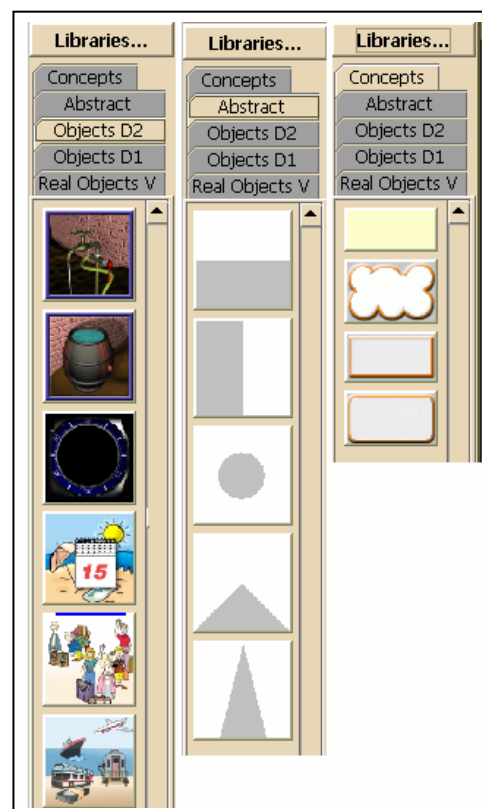 Libraries...
Concepts
Abstract
Objects D2
Objects D1
Real Objects V
15
Libraries...
Concepts
Abstract
Objects D2
Objects D1
Real Objects V
Libraries...
Concepts
Abstract
Objects D2
Objects D1
Real Objects V